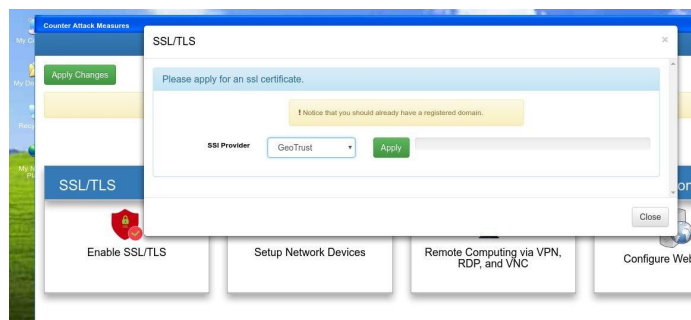 Counter Attack Measures
SSL/TLS
×
Apply Changes
Please apply for an ssl certificate.
! Notice that you should already have a registered domain.
SSl Provider
GeoTrust
Apply
SSL/TLS
Close
Enable SSL/TLS
Setup Network Devices
Remote Computing via VPN,
RDP, and VNC
Configure Web